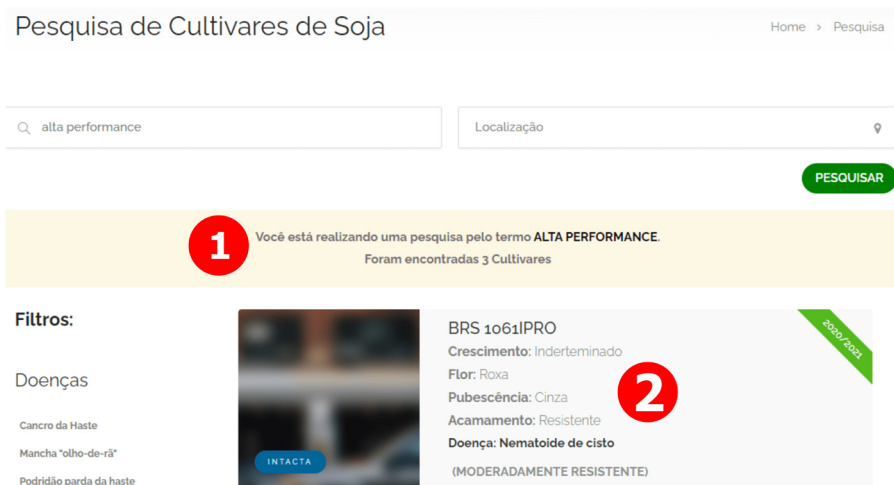 Pesquisa de Cultivares de Soja
Home > Pesquisa
alta performance
Localização
PESQUISAR
1
Você está realizando uma pesquisa pelo termo ALTA PERFORMANCE.
Foram encontradas 3 Cultivares
Filtros:
Doenças
Cancro da Haste
Mancha "olho-de-rã"
Podridão parda da haste
INTACTA
BRS 1061IPRO
Crescimento: Inderteminado
Flor: Roxa
Pubescência: Cinza
Acamamento: Resistente
Doença: Nematoide de cisto
(MODERADAMENTE RESISTENTE)
2
2020/2021